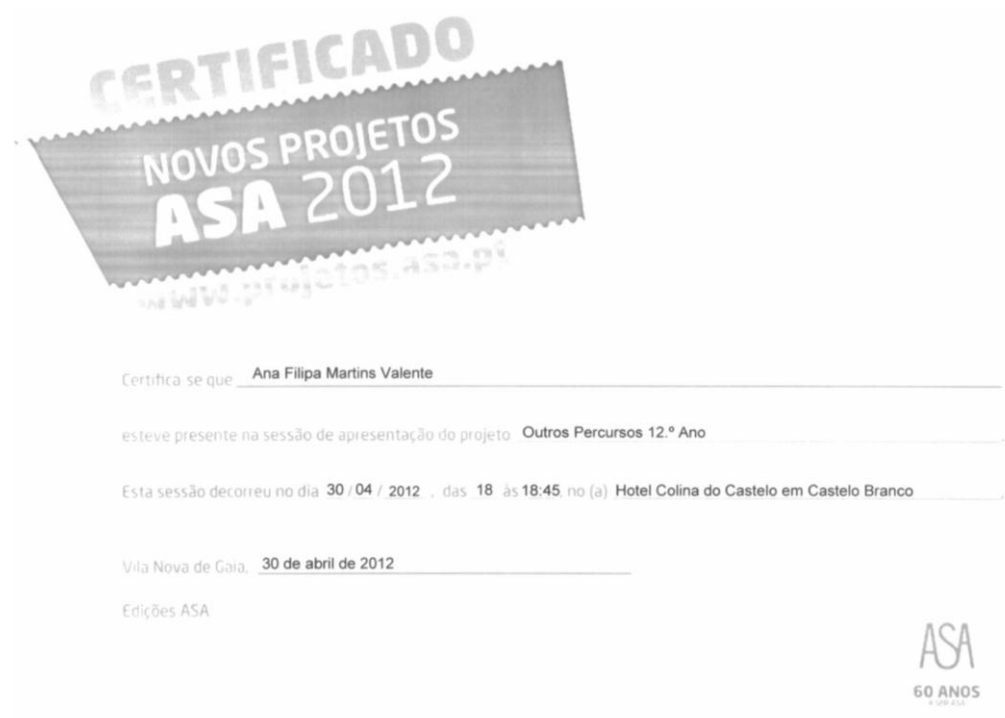 CERTIFICADO
NOVOS PROJETOS
ASA 2012
www.projetos.asa.pt
Certifica se que Ana Filipa Martins Valente
esteve presente na sessão de apresentação do projeto Outros Percursos 12.º Ano
Esta sessão decorreu no dia 30 / 04 / 2012 , das 18 às 18:45, no (a) Hotel Colina do Castelo em Castelo Branco
Vila Nova de Gaia, 30 de abril de 2012
Edições ASA
ASA
60 ANOS